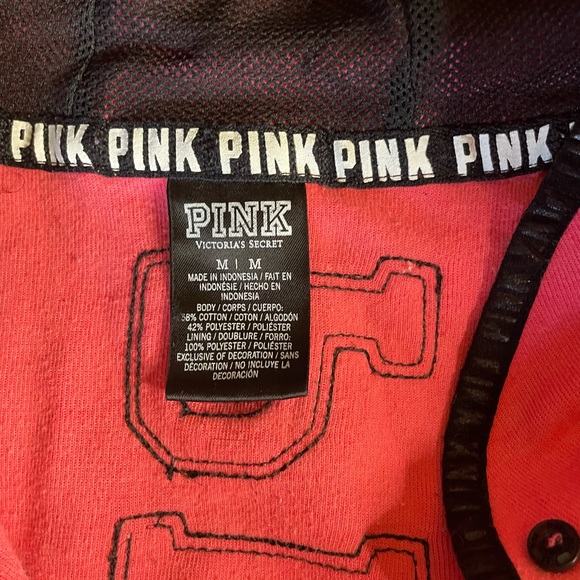 PINK PINK PINK PINK PINK
PINK
VICTORIA'S SECRET
M | M
MADE IN INDONESIA / FAIT EN
INDONÉSIE / HECHO EN
INDONESIA
BODY / CORPS / CUERPO:
58% COTTON / COTON / ALGODÓN
42% POLYESTER / POLIÉSTER
LINING / DOUBLURE / FORRO:
100% POLYESTER / POLIÉSTER
EXCLUSIVE OF DECORATION / SANS
DÉCORATION / NO INCLUYE LA
DECORACIÓN